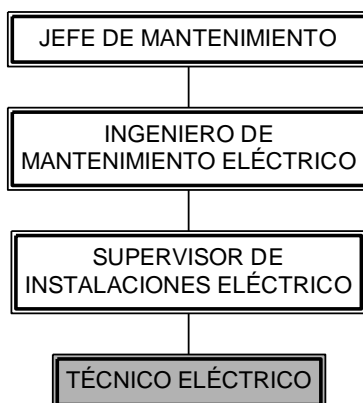 JEFE DE MANTENIMIENTO
INGENIERO DE
MANTENIMIENTO ELÉCTRICO
SUPERVISOR DE
INSTALACIONES ELÉCTRICO
TÉCNICO ELÉCTRICO